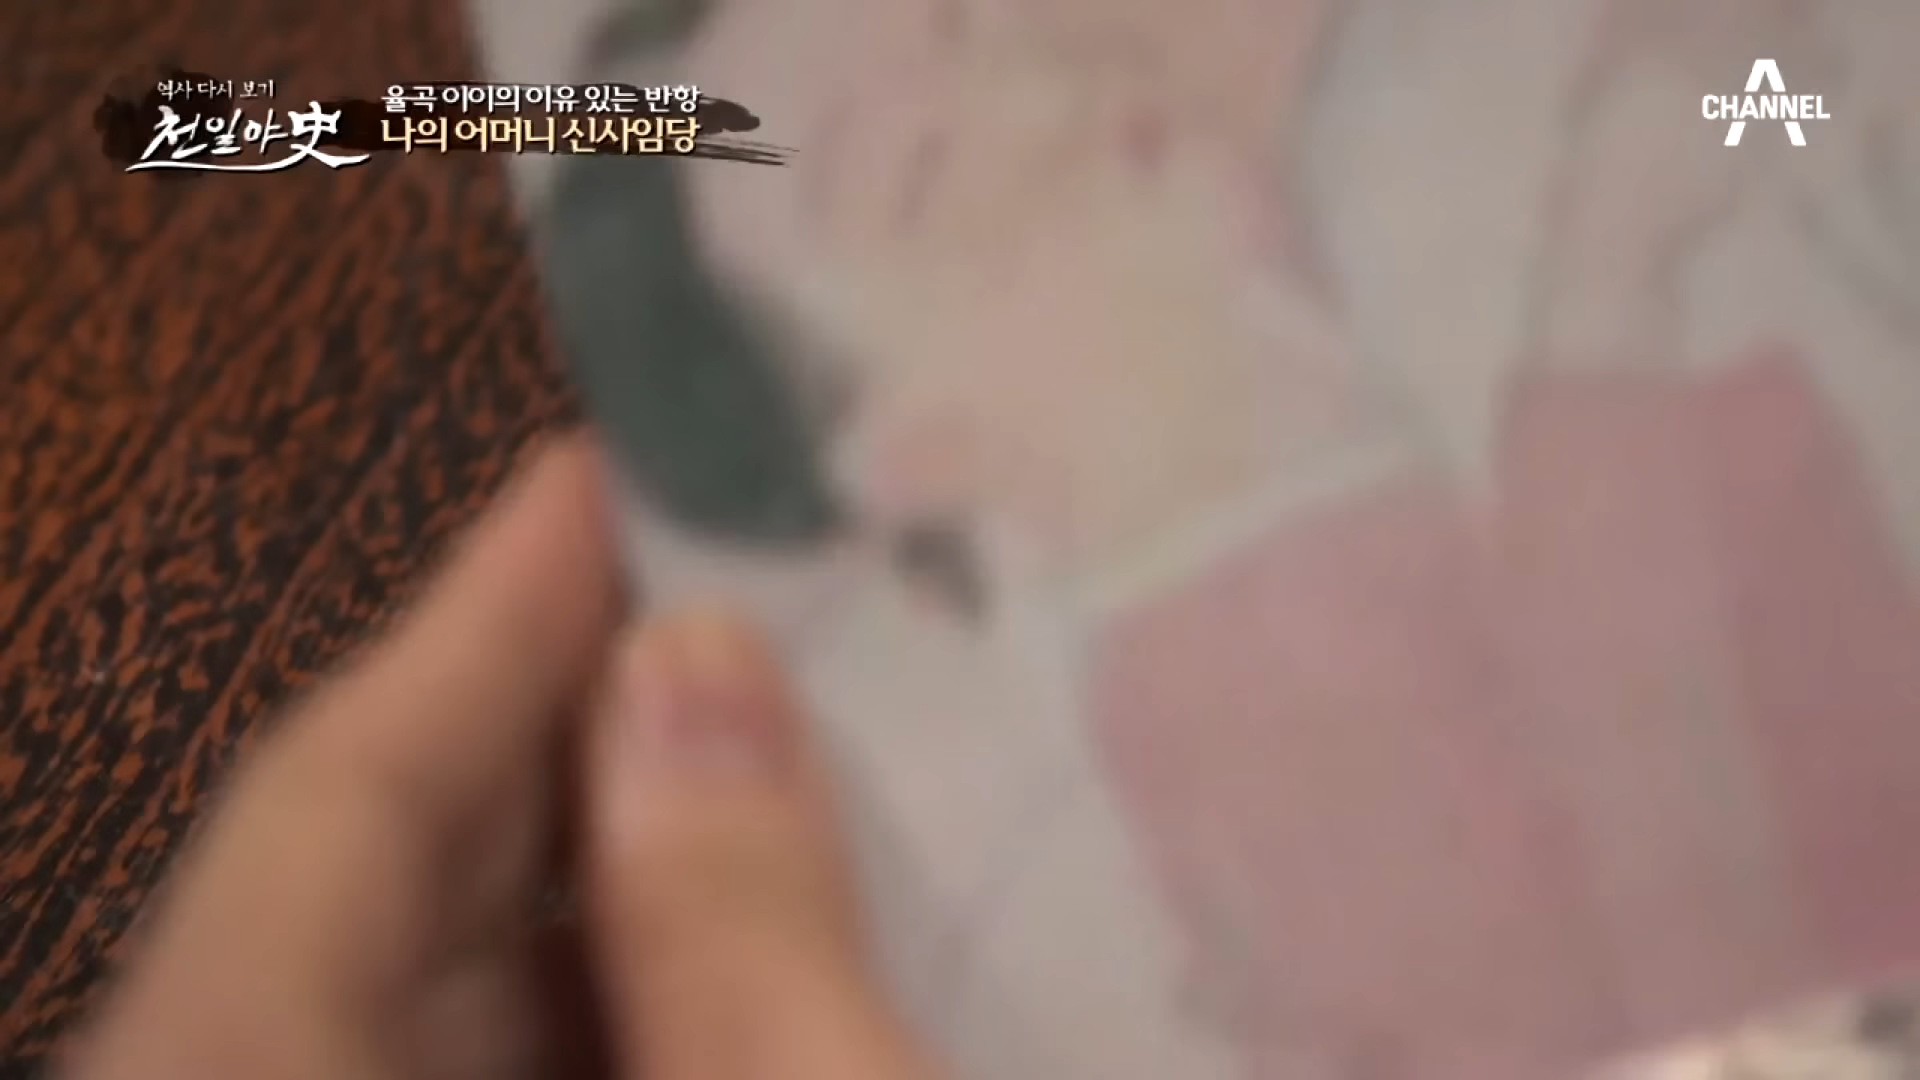 역사 다시 보기
천일야史
율곡 이이의 이유 있는 반항
나의 어머니 신사임당
CHANNEL A